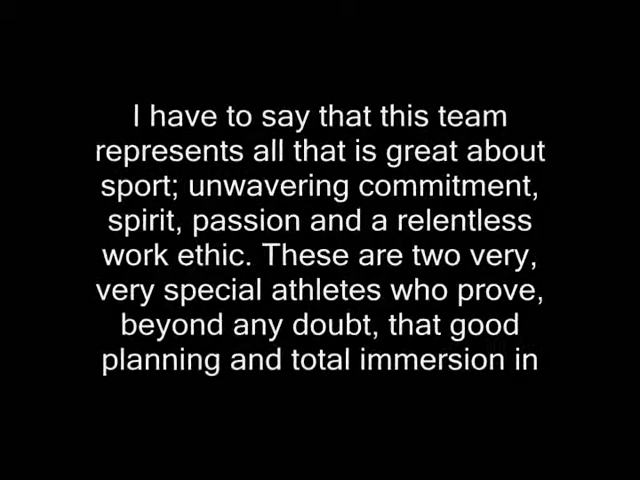 I have to say that this team
represents all that is great about
sport; unwavering commitment,
spirit, passion and a relentless
work ethic. These are two very,
very special athletes who prove,
beyond any doubt, that good
planning and total immersion in